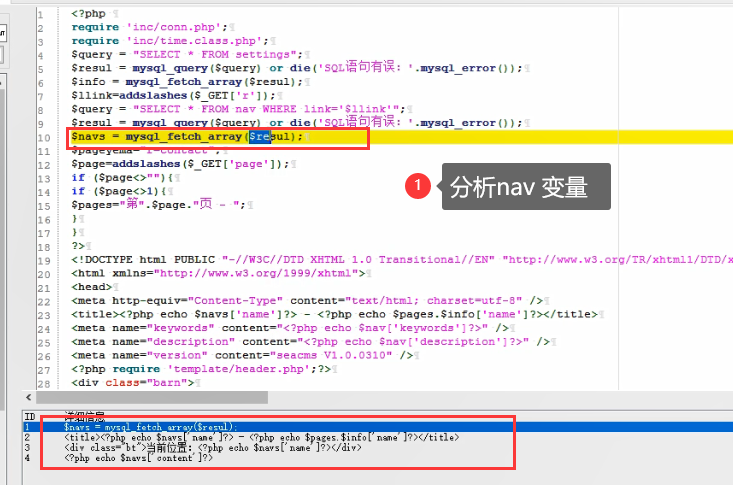 1 <?php
2 require 'inc/conn.php';
3 require 'inc/time.class.php';
4 $query = "SELECT * FROM settings";
5 $resul = mysql_query($query) or die('SQL语句有误：'.mysql_error());
6 $info = mysql_fetch_array($resul);
7 $llink=addslashes($_GET['r']);
8 $query = "SELECT * FROM nav WHERE link='$llink'";
9 $resul = mysql_query($query) or die('SQL语句有误：'.mysql_error());
10 $navs = mysql_fetch_array($resul);
11 $pageyema="r=contact";
12 $page=addslashes($_GET['page']);
13 if ($page<>""){
14 if ($page<>1){
15 $pages="第".$page."页 - ";
16 }
17 }
18 ?>
19 <!DOCTYPE html PUBLIC "-//W3C//DTD XHTML 1.0 Transitional//EN" "http://www.w3.org/TR/xhtml1/DTD/x
20 <html xmlns="http://www.w3.org/1999/xhtml">
21 <head>
22 <meta http-equiv="Content-Type" content="text/html; charset=utf-8" />
23 <title><?php echo $navs['name']?> - <?php echo $pages.$info['name']?></title>
24 <meta name="keywords" content="<?php echo $nav['keywords']?>" />
25 <meta name="description" content="<?php echo $nav['description']?>" />
26 <meta name="version" content="seacms V1.0.0310" />
27 <?php require 'template/header.php';?>
28 <div class="barn">
1 分析nav 变量
ID 详细信息
1 $navs = mysql_fetch_array($resul);
2 <title><?php echo $navs['name']?> - <?php echo $pages.$info['name']?></title>
3 <div class="bt">当前位置：<?php echo $navs['name']?></div>
4 <?php echo $navs['content']?>